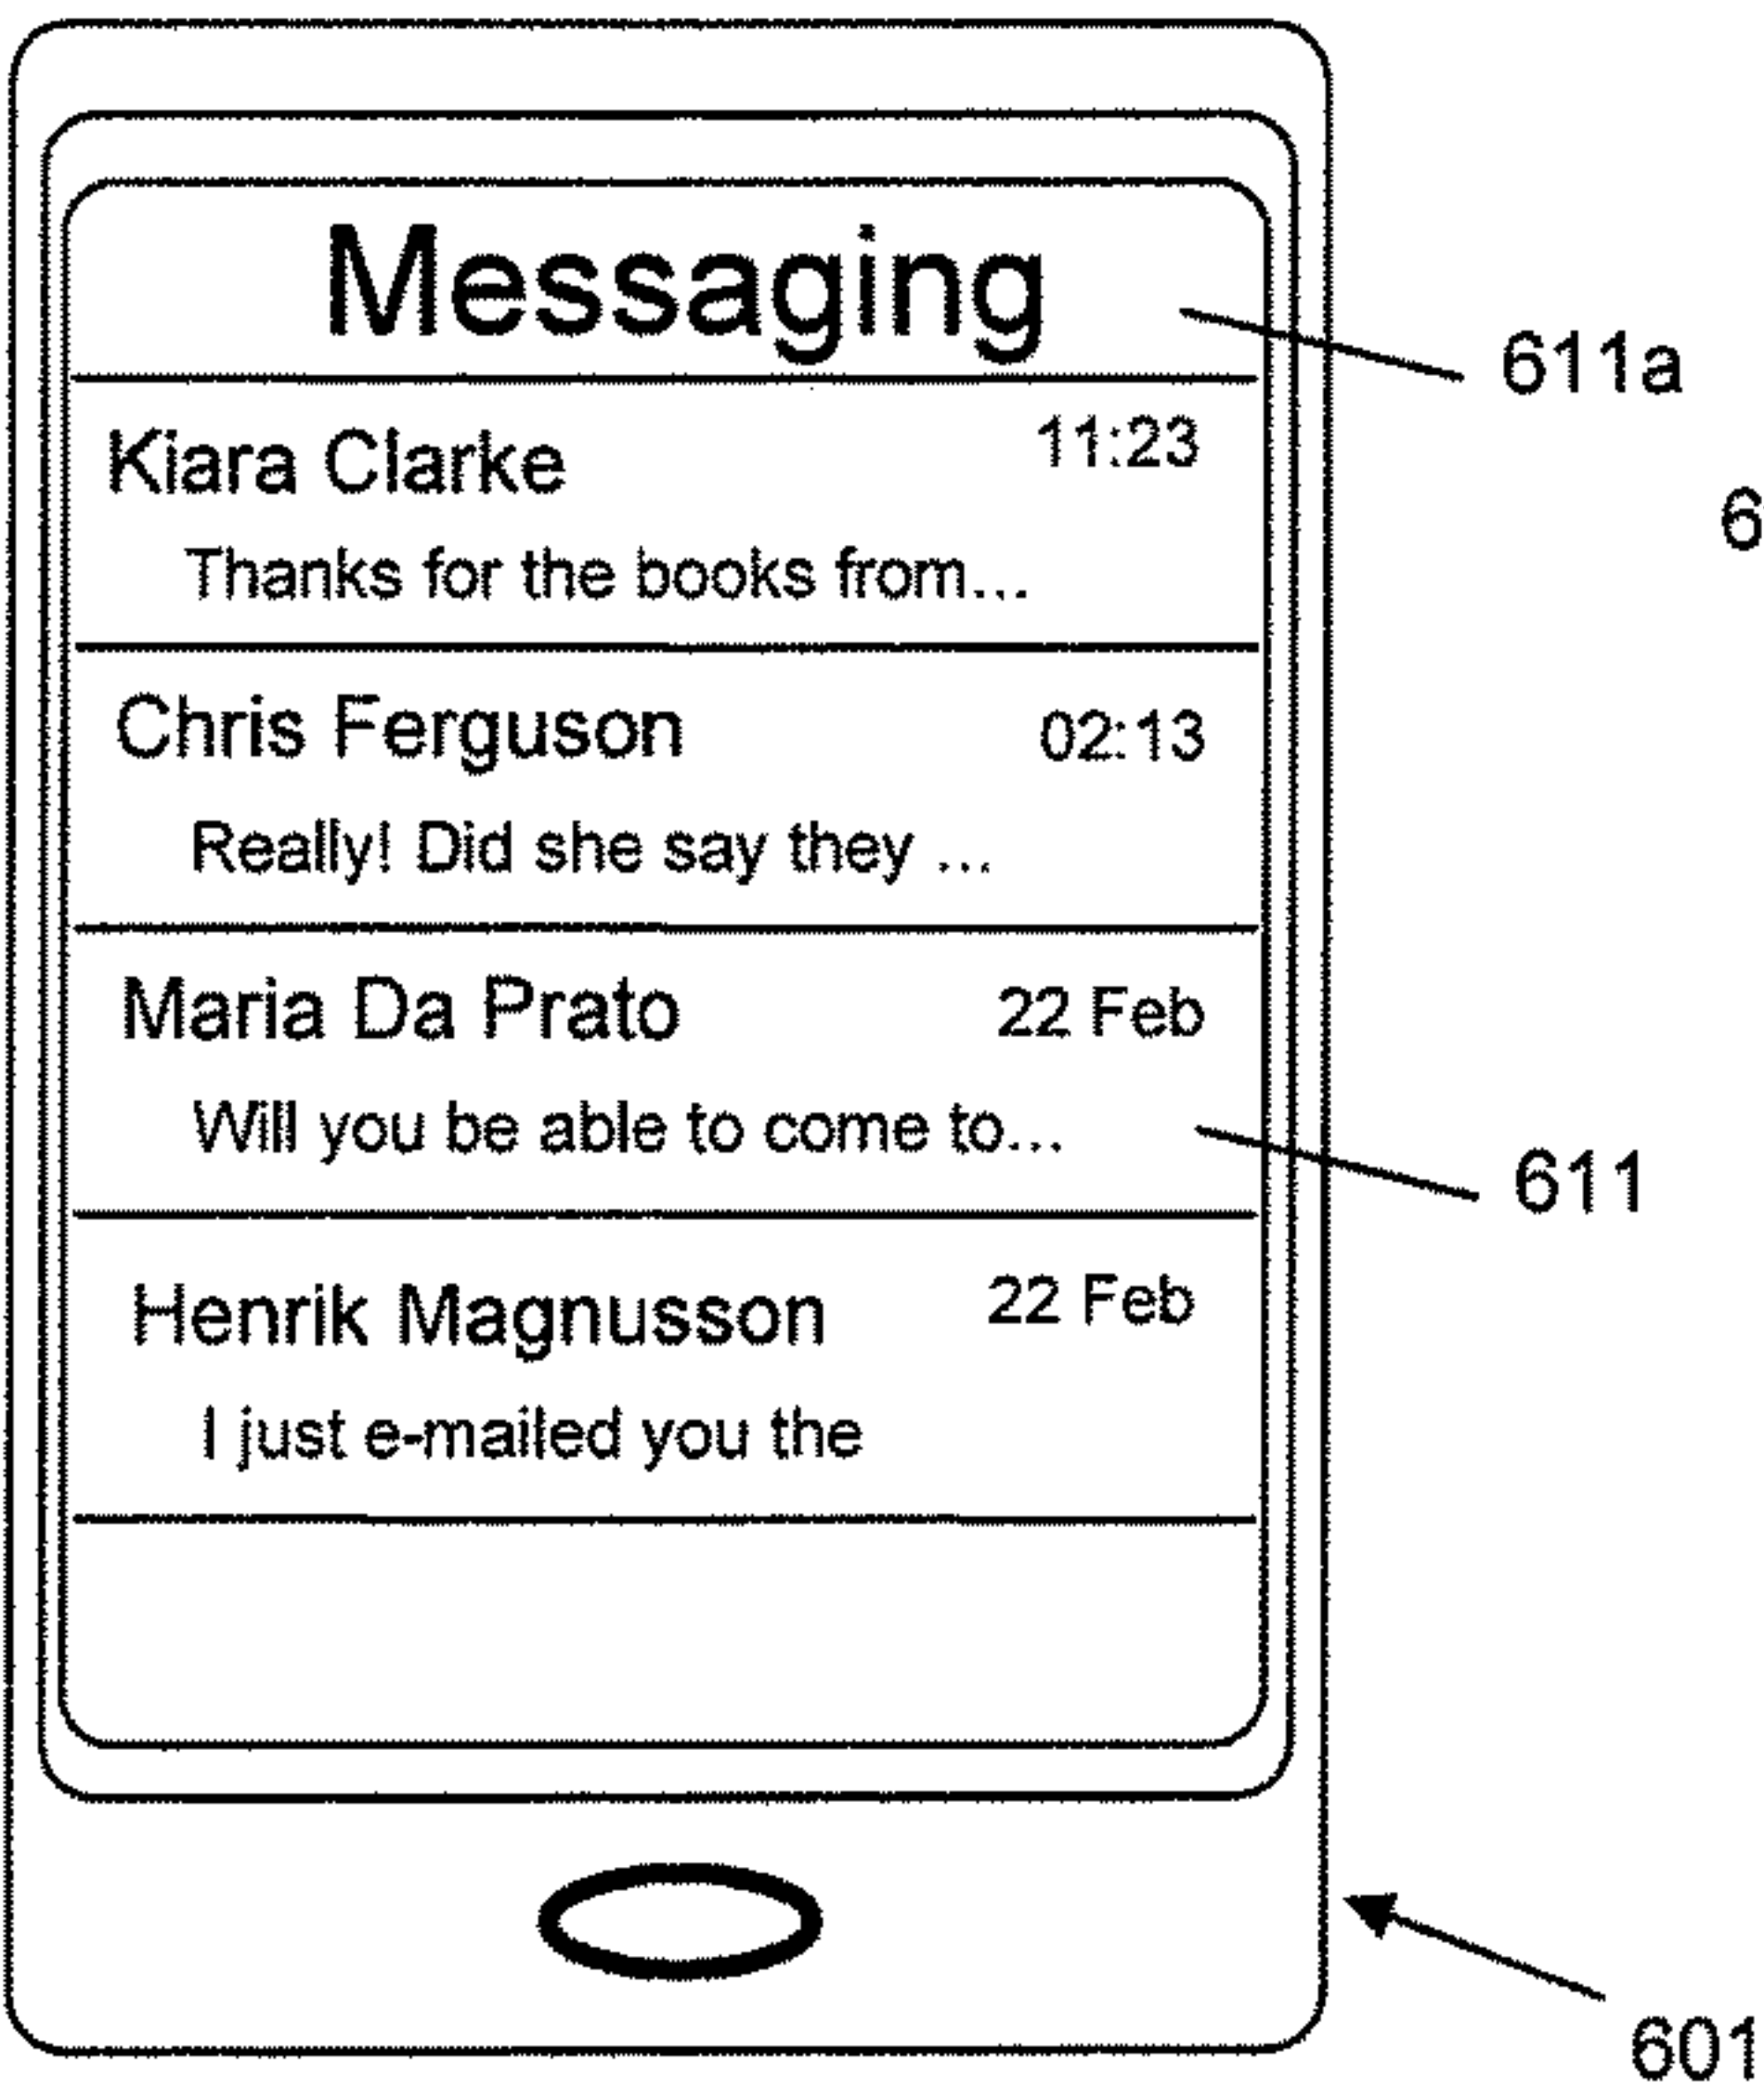 Messaging
611a
Kiara Clarke 11:23
6
Thanks for the books from...
Chris Ferguson 02:13
Really! Did she say they ...
Maria Da Prato 22 Feb
Will you be able to come to...
611
Henrik Magnusson 22 Feb
I just e-mailed you the
601